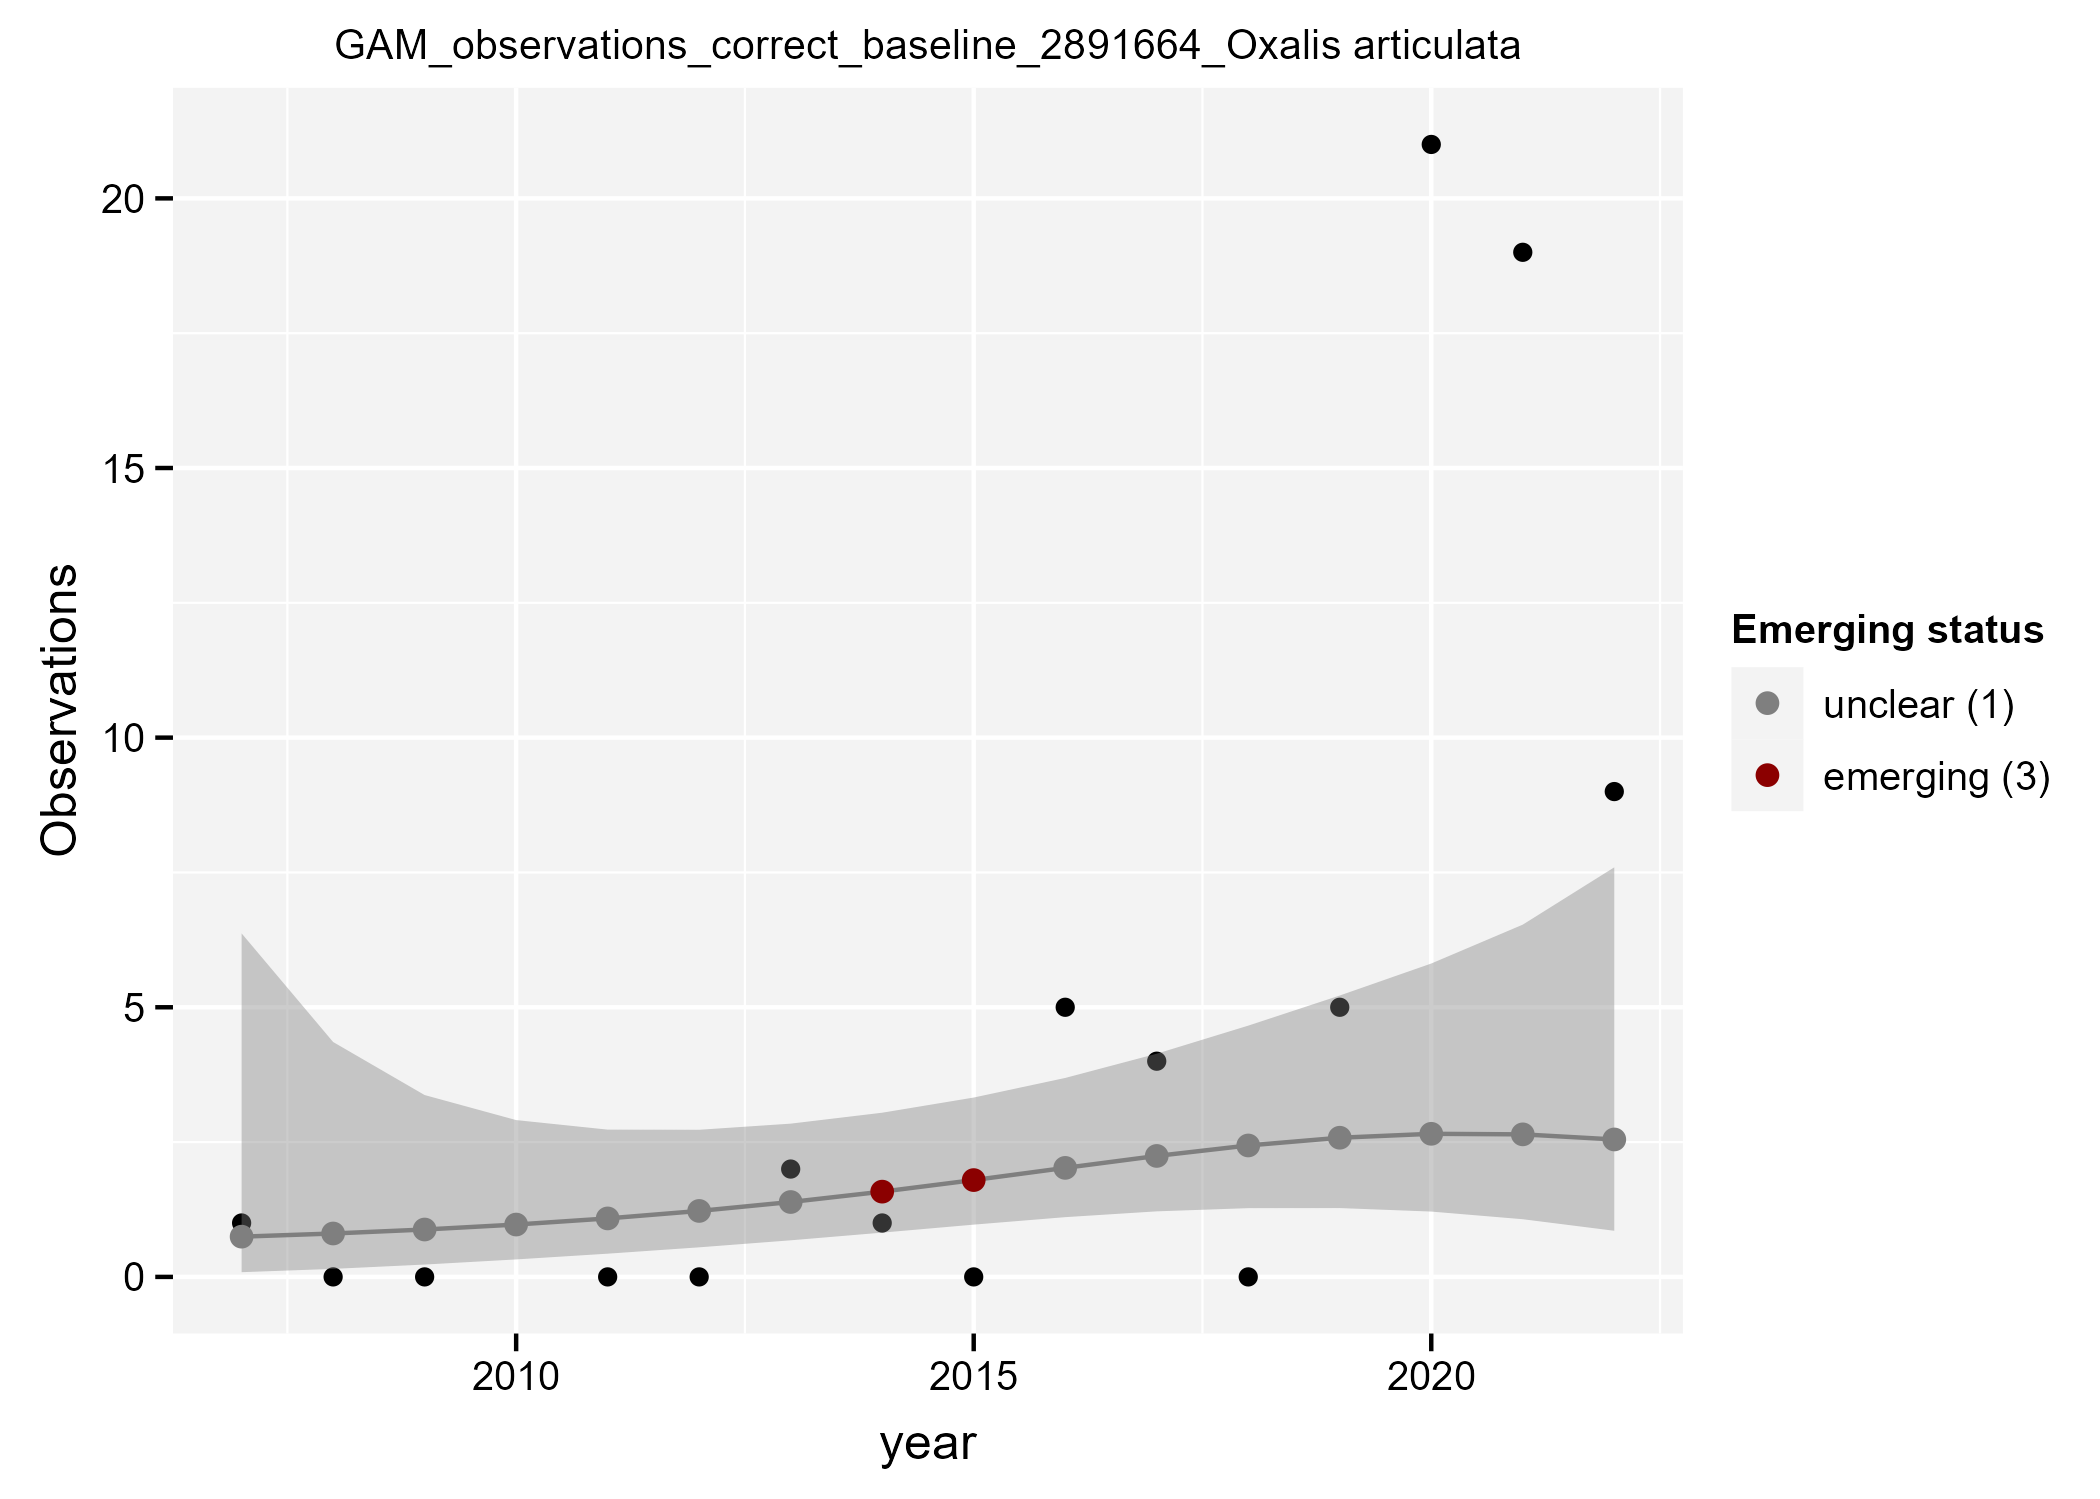 GAM_observations_correct_baseline_2891664_Oxalis articulata
Observations
20
15
10
5
0
2010
2015
2020
year
Emerging status
unclear (1)
emerging (3)